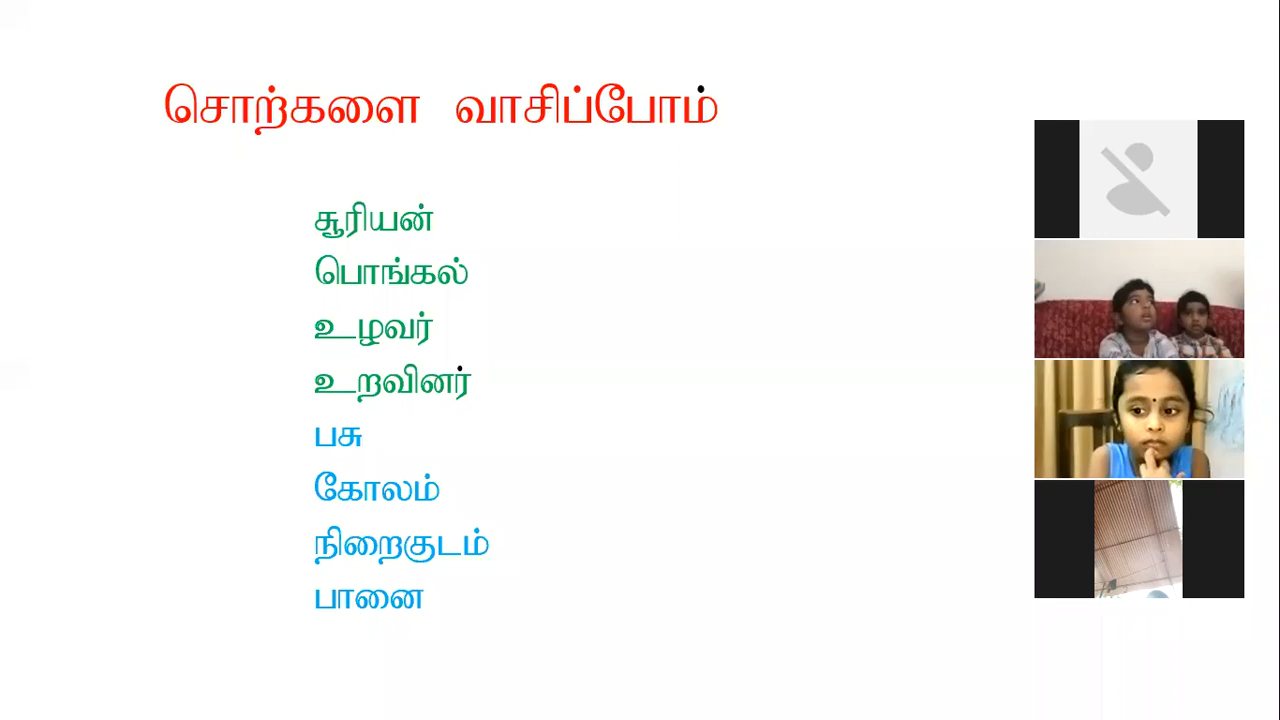 சொற்களை வாசிப்போம்
சூரியன்
பொங்கல்
உழவர்
உறவினர்
பசு
கோலம்
நிறைகுடம்
பானை